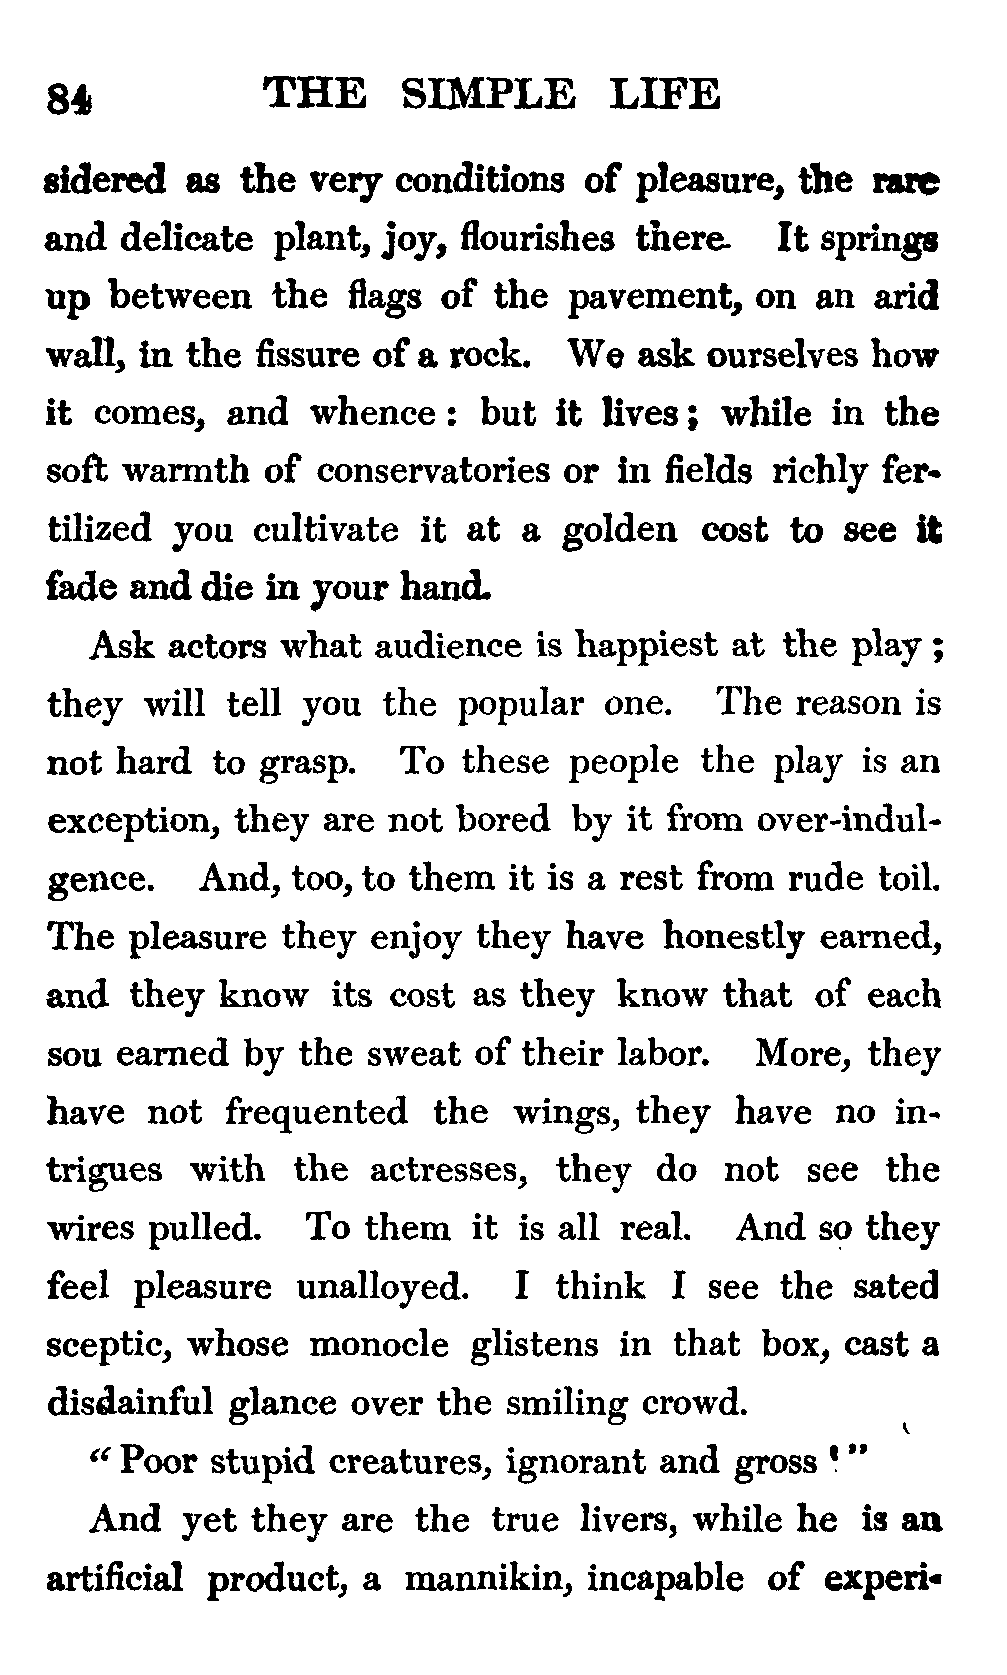 84 THE SIMPLE LIFE
sidered as the very conditions of pleasure, the rare
and delicate plant, joy, flourishes there. It springs
up between the flags of the pavement, on an arid
wall, in the fissure of a rock. We ask ourselves how
it comes, and whence : but it lives ; while in the
soft warmth of conservatories or in fields richly fer-
tilized you cultivate it at a golden cost to see it
fade and die in your hand.
Ask actors what audience is happiest at the play ;
they will tell you the popular one. The reason is
not hard to grasp. To these people the play is an
exception, they are not bored by it from over-indul-
gence. And, too, to them it is a rest from rude toil.
The pleasure they enjoy they have honestly earned,
and they know its cost as they know that of each
sou earned by the sweat of their labor. More, they
have not frequented the wings, they have no in-
trigues with the actresses, they do not see the
wires pulled. To them it is all real. And so they
feel pleasure unalloyed. I think I see the sated
sceptic, whose monocle glistens in that box, cast a
disdainful glance over the smiling crowd.
“ Poor stupid creatures, ignorant and gross ! ”
And yet they are the true livers, while he is an
artificial product, a mannikin, incapable of experi-